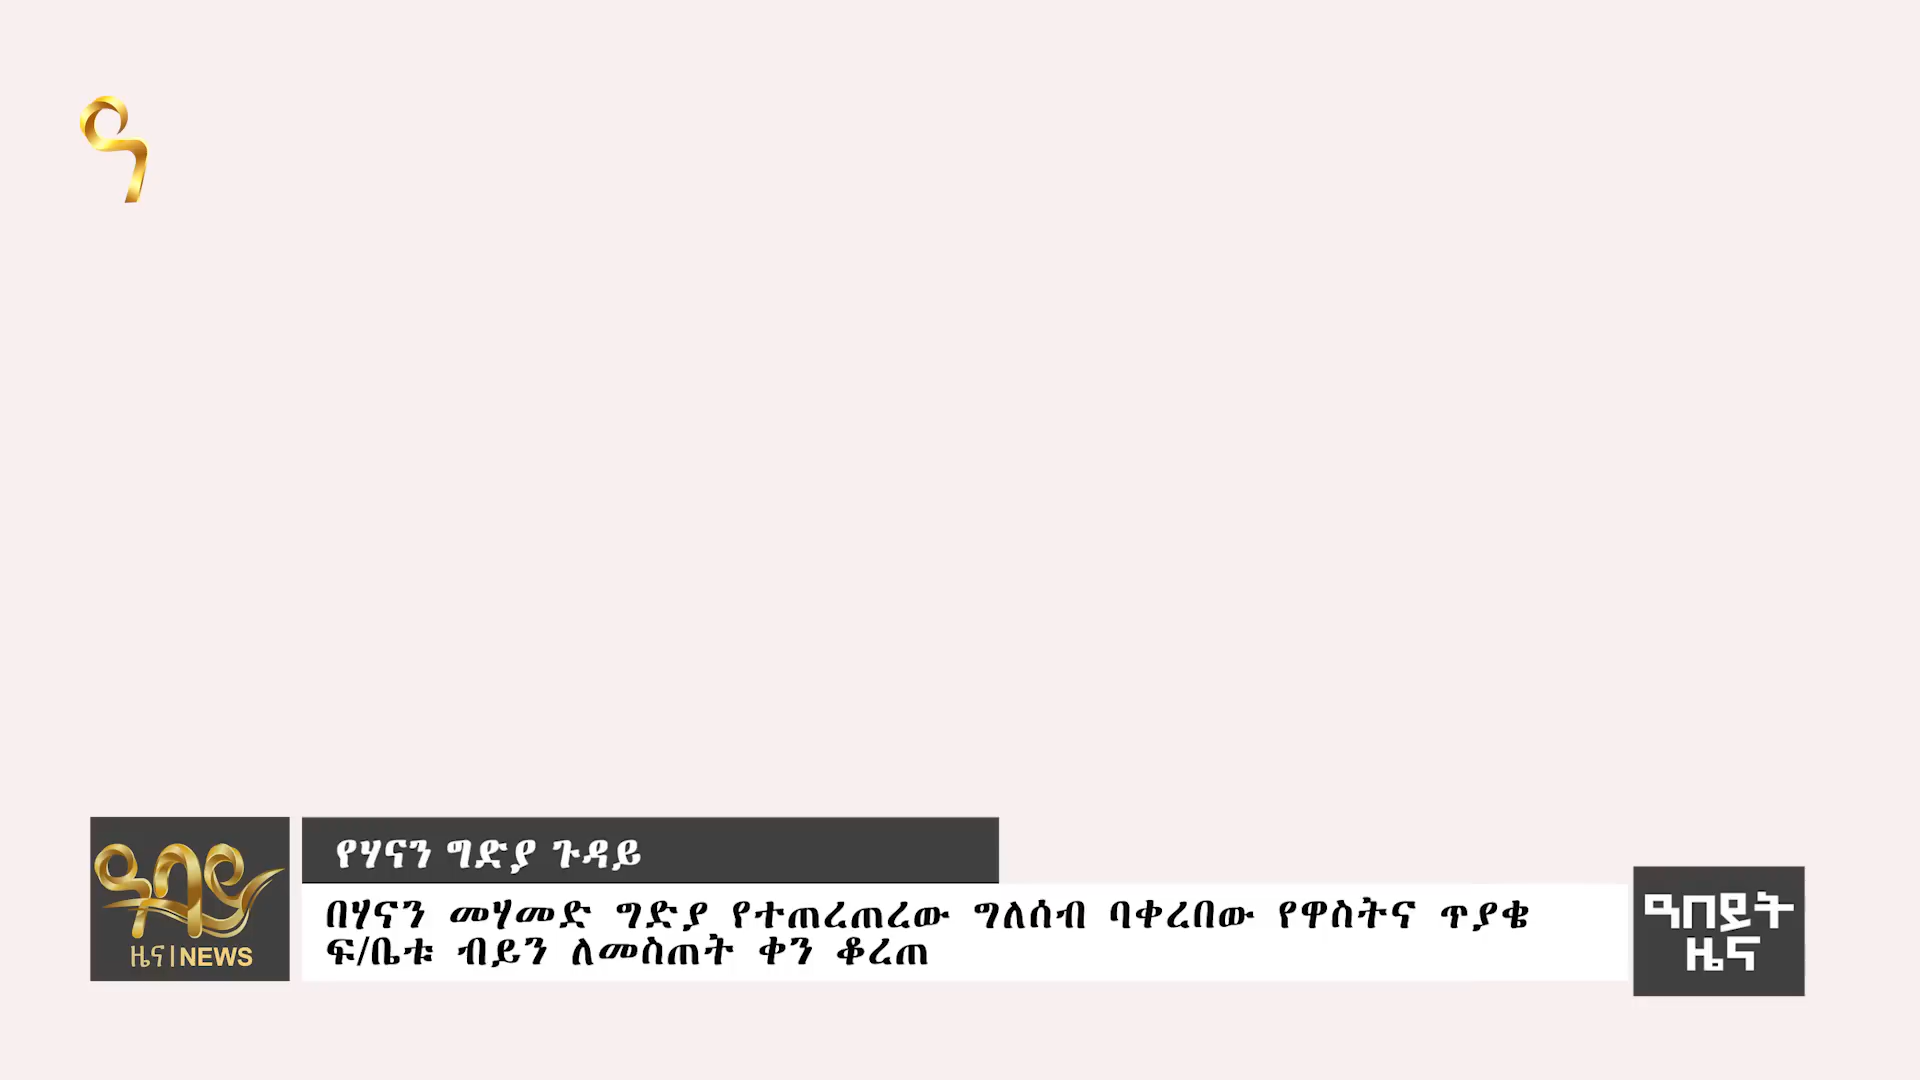 የሃናን ግድያ ጉዳይ
በሃናን መሃመድ ግድያ የተጠረጠረው ግለሰብ ባቀረበው የዋስትና ጥያቄ
ፍ/ቤቱ ብይን ለመስጠት ቀን ቆረጠ
ዓባይ
ዜና|NEWS
ዓበይት
ዜና